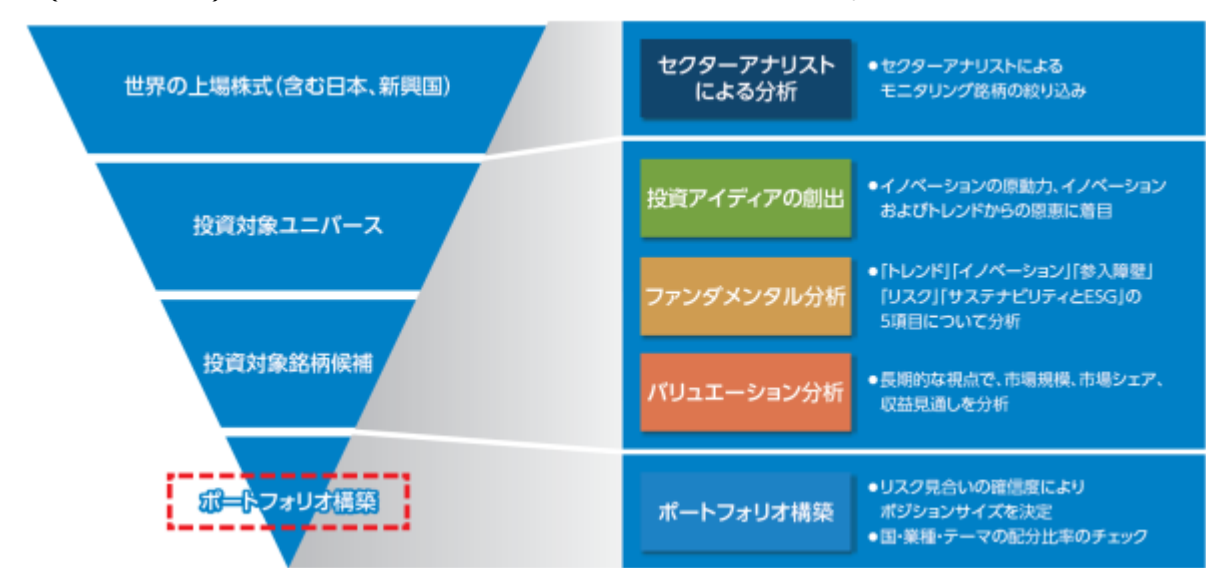 世界の上場株式(含む日本、新興国)
投資対象ユニバース
投資対象銘柄候補
ポートフォリオ構築
セクターアナリスト
による分析
●セクターアナリストによる
モニタリング銘柄の絞り込み
投資アイディアの創出
●イノベーションの原動力、イノベーション
およびトレンドからの恩恵に着目
ファンダメンタル分析
●「トレンド」「イノベーション」「参入障壁」
「リスク」「サステナビリティとESG」の
5項目について分析
バリュエーション分析
●長期的な視点で、市場規模、市場シェア、
収益見通しを分析
ポートフォリオ構築
●リスク見合いの確信度により
ポジションサイズを決定
●国・業種・テーマの配分比率のチェック